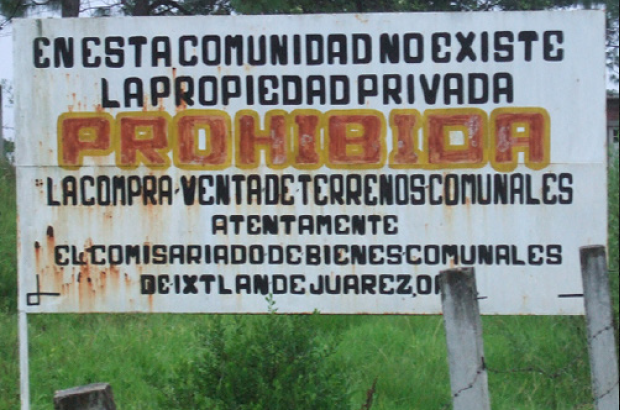 EN ESTA COMUNIDAD NO EXISTE
LA PROPIEDAD PRIVADA
PROHIBIDA
"LA COMPRA-VENTA DE TERRENOS COMUNALES
ATENTAMENTE
EL COMISARIADO DE BIENES COMUNALES
DE IXTLAN DE JUAREZ,